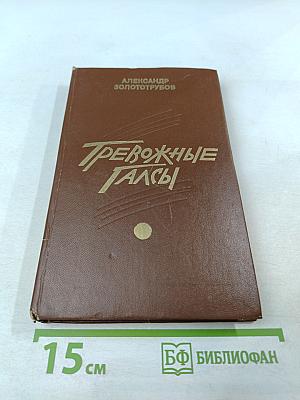 АЛЕКСАНДР
ЗОЛОТОТРУБОВ
ТРЕВОЖНЫЕ
ГАЛСЫ
15 см
БФ БИБЛИОФАН